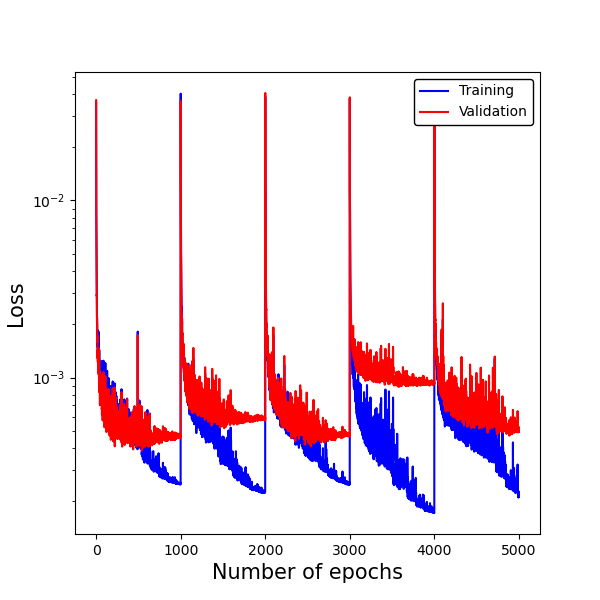 Training
Validation
10⁻²
10⁻³
Loss
0 1000 2000 3000 4000 5000
Number of epochs